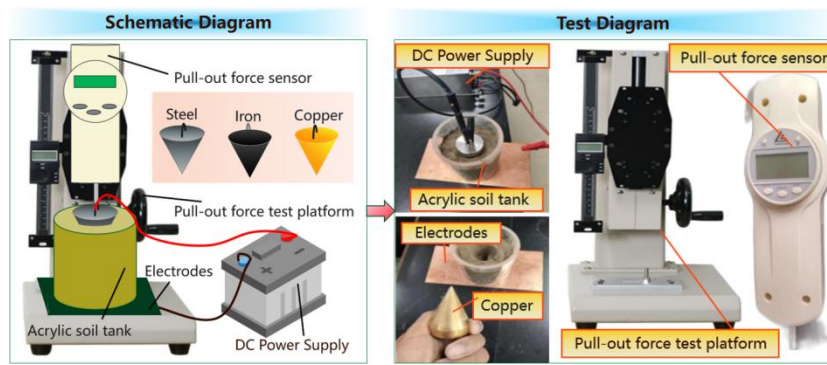 Schematic Diagram
Pull-out force sensor
Steel
Iron
Copper
Pull-out force test platform
Electrodes
+
−
Acrylic soil tank
DC Power Supply
Test Diagram
DC Power Supply
Pull-out force sensor
Acrylic soil tank
Electrodes
Copper
Pull-out force test platform